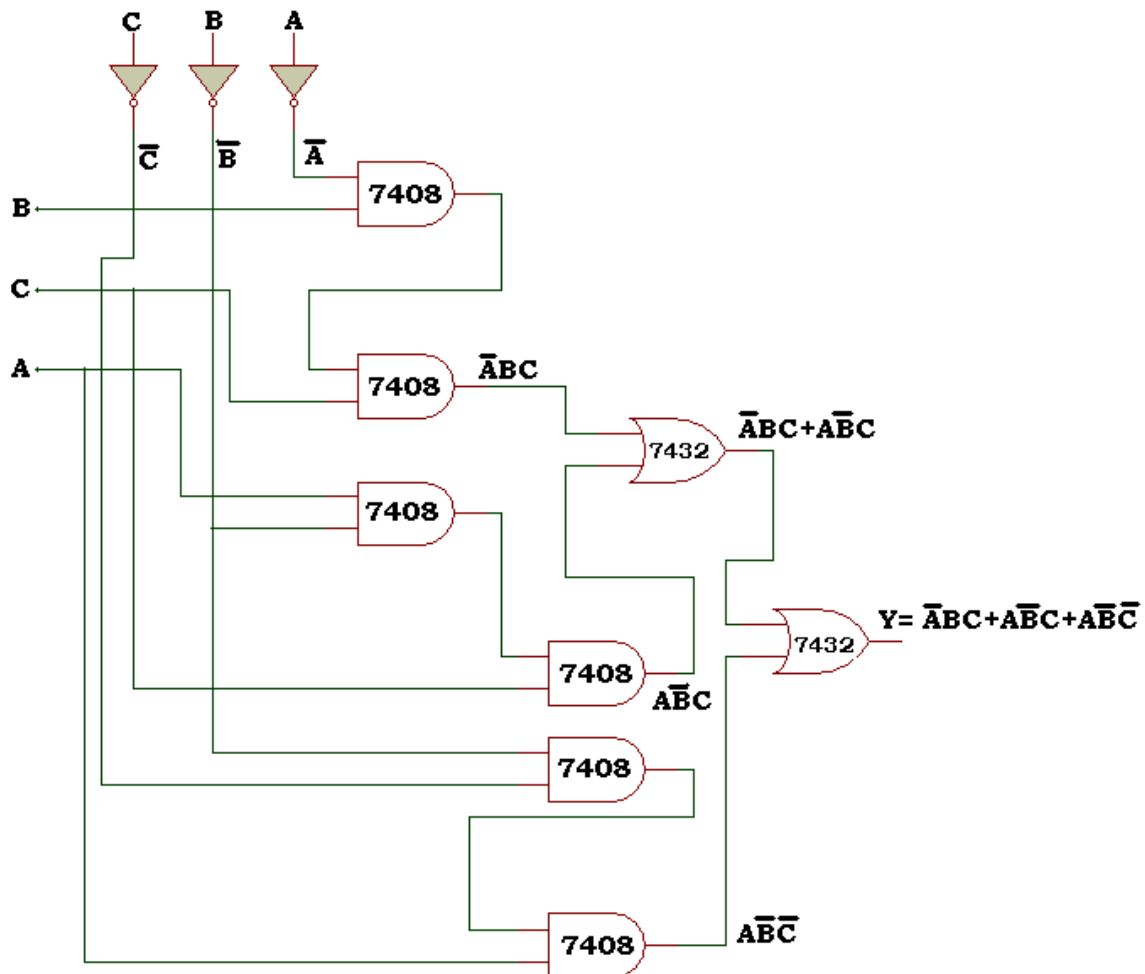 C B A
C̅ B̅ A̅
7408
B
C
A
7408 A̅BC
7432 A̅BC+AB̅C
7408
7432 Y= A̅BC+AB̅C+AB̅C̅
7408 AB̅C
7408
7408 AB̅C̅